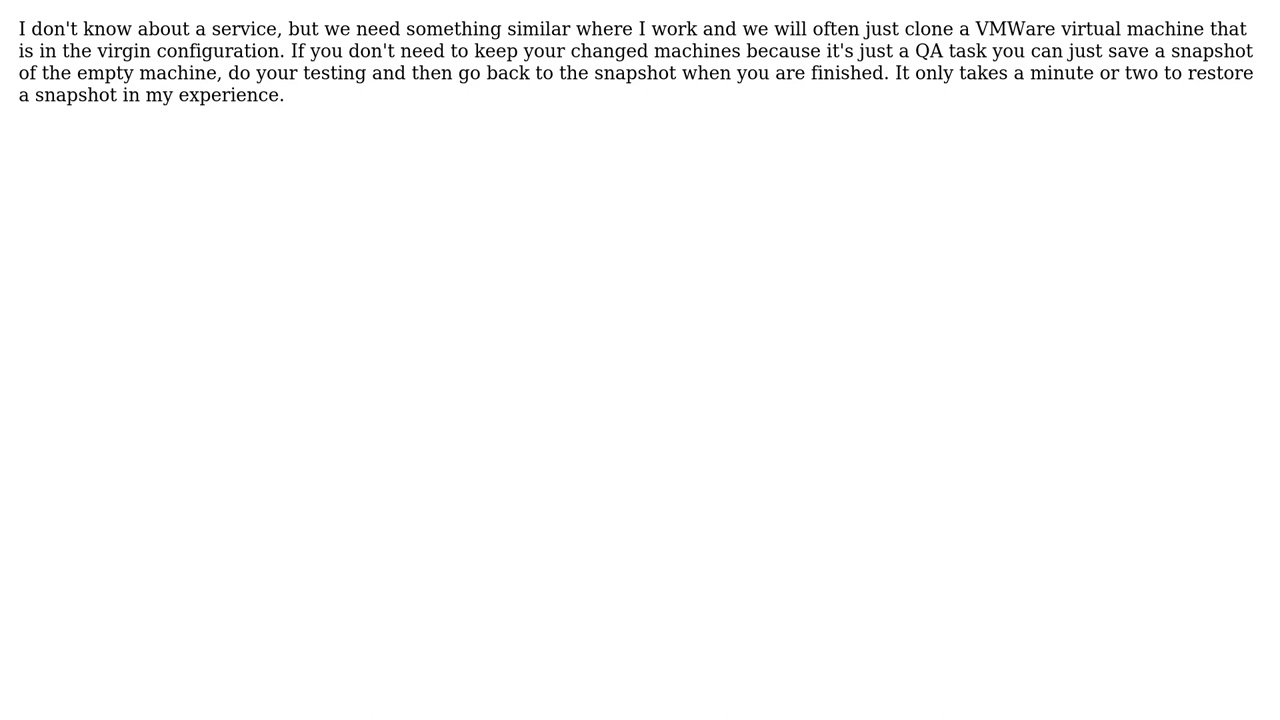 I don't know about a service, but we need something similar where I work and we will often just clone a VMWare virtual machine that
is in the virgin configuration. If you don't need to keep your changed machines because it's just a QA task you can just save a snapshot
of the empty machine, do your testing and then go back to the snapshot when you are finished. It only takes a minute or two to restore
a snapshot in my experience.